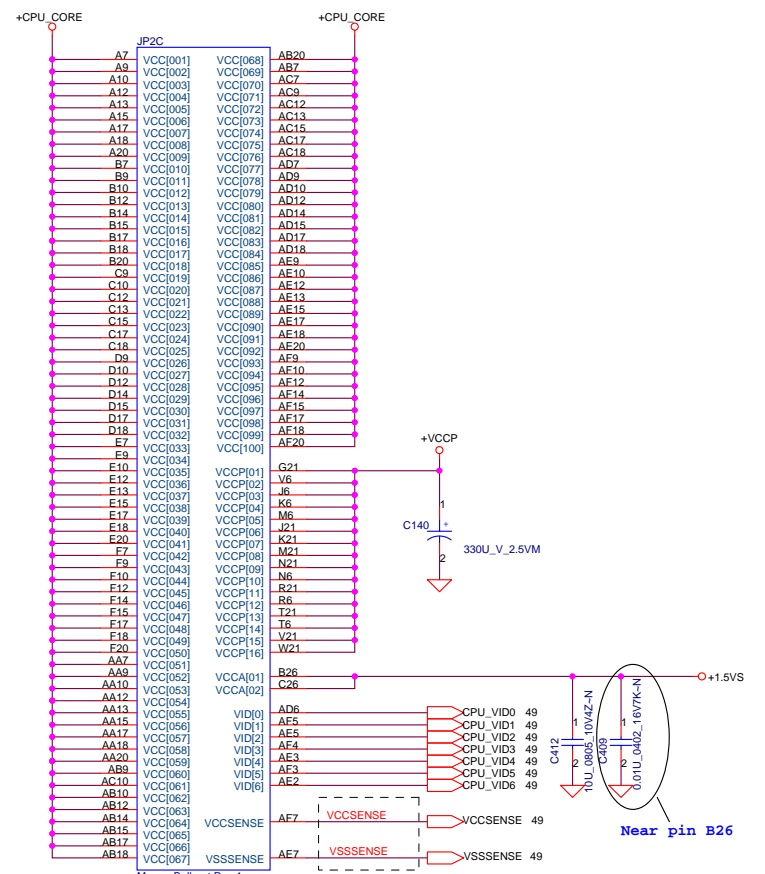 +CPU_CORE +CPU_CORE
JP2C
A7 VCC[001] VCC[068] AB20
A9 VCC[002] VCC[069] AB7
A10 VCC[003] VCC[070] AC7
A12 VCC[004] VCC[071] AC9
A13 VCC[005] VCC[072] AC12
A15 VCC[006] VCC[073] AC13
A17 VCC[007] VCC[074] AC15
A18 VCC[008] VCC[075] AC17
A20 VCC[009] VCC[076] AC18
B7 VCC[010] VCC[077] AD7
B9 VCC[011] VCC[078] AD9
B10 VCC[012] VCC[079] AD10
B12 VCC[013] VCC[080] AD12
B14 VCC[014] VCC[081] AD14
B15 VCC[015] VCC[082] AD15
B17 VCC[016] VCC[083] AD17
B18 VCC[017] VCC[084] AD18
B20 VCC[018] VCC[085] AE9
C9 VCC[019] VCC[086] AE10
C10 VCC[020] VCC[087] AE12
C12 VCC[021] VCC[088] AE13
C13 VCC[022] VCC[089] AE15
C15 VCC[023] VCC[090] AE17
C17 VCC[024] VCC[091] AE18
C18 VCC[025] VCC[092] AE20
D9 VCC[026] VCC[093] AF9
D10 VCC[027] VCC[094] AF10
D12 VCC[028] VCC[095] AF12
D14 VCC[029] VCC[096] AF14
D15 VCC[030] VCC[097] AF15
D17 VCC[031] VCC[098] AF17
D18 VCC[032] VCC[099] AF18
E7 VCC[033] VCC[100] AF20
+VCCP
E9 VCC[034]
E10 VCC[035] VCCP[01] G21
E12 VCC[036] VCCP[02] V6
E13 VCC[037] VCCP[03] J6
E15 VCC[038] VCCP[04] K6
E17 VCC[039] VCCP[05] M6
E18 VCC[040] VCCP[06] J21
E20 VCC[041] VCCP[07] K21
F7 VCC[042] VCCP[08] M21
F9 VCC[043] VCCP[09] N21
F10 VCC[044] VCCP[10] N6
F12 VCC[045] VCCP[11] R21
F14 VCC[046] VCCP[12] R6
F15 VCC[047] VCCP[13] T21
F17 VCC[048] VCCP[14] T6
F18 VCC[049] VCCP[15] V21
F20 VCC[050] VCCP[16] W21
1
C140 +
330U_V_2.5VM
2
AA7 VCC[051]
AA9 VCC[052] VCCA[01] B26
AA10 VCC[053] VCCA[02] C26
+1.5VS
AA12 VCC[054]
AA13 VCC[055] VID[0] AD6 CPU_VID0 49
AA15 VCC[056] VID[1] AF5 CPU_VID1 49
AA17 VCC[057] VID[2] AE5 CPU_VID2 49
AA18 VCC[058] VID[3] AF4 CPU_VID3 49
AA20 VCC[059] VID[4] AE3 CPU_VID4 49
AB9 VCC[060] VID[5] AF3 CPU_VID5 49
AC10 VCC[061] VID[6] AE2 CPU_VID6 49
C412
1
2
10U_0805_10V4Z~N
C409
1
2
0.01U_0402_16V7K~N
AB10 VCC[062]
AB12 VCC[063]
AB14 VCC[064] VCCSENSE AF7 VCCSENSE VCCSENSE 49
AB15 VCC[065]
AB17 VCC[066]
AB18 VCC[067] VSSSENSE AE7 VSSSENSE VSSSENSE 49
Near pin B26